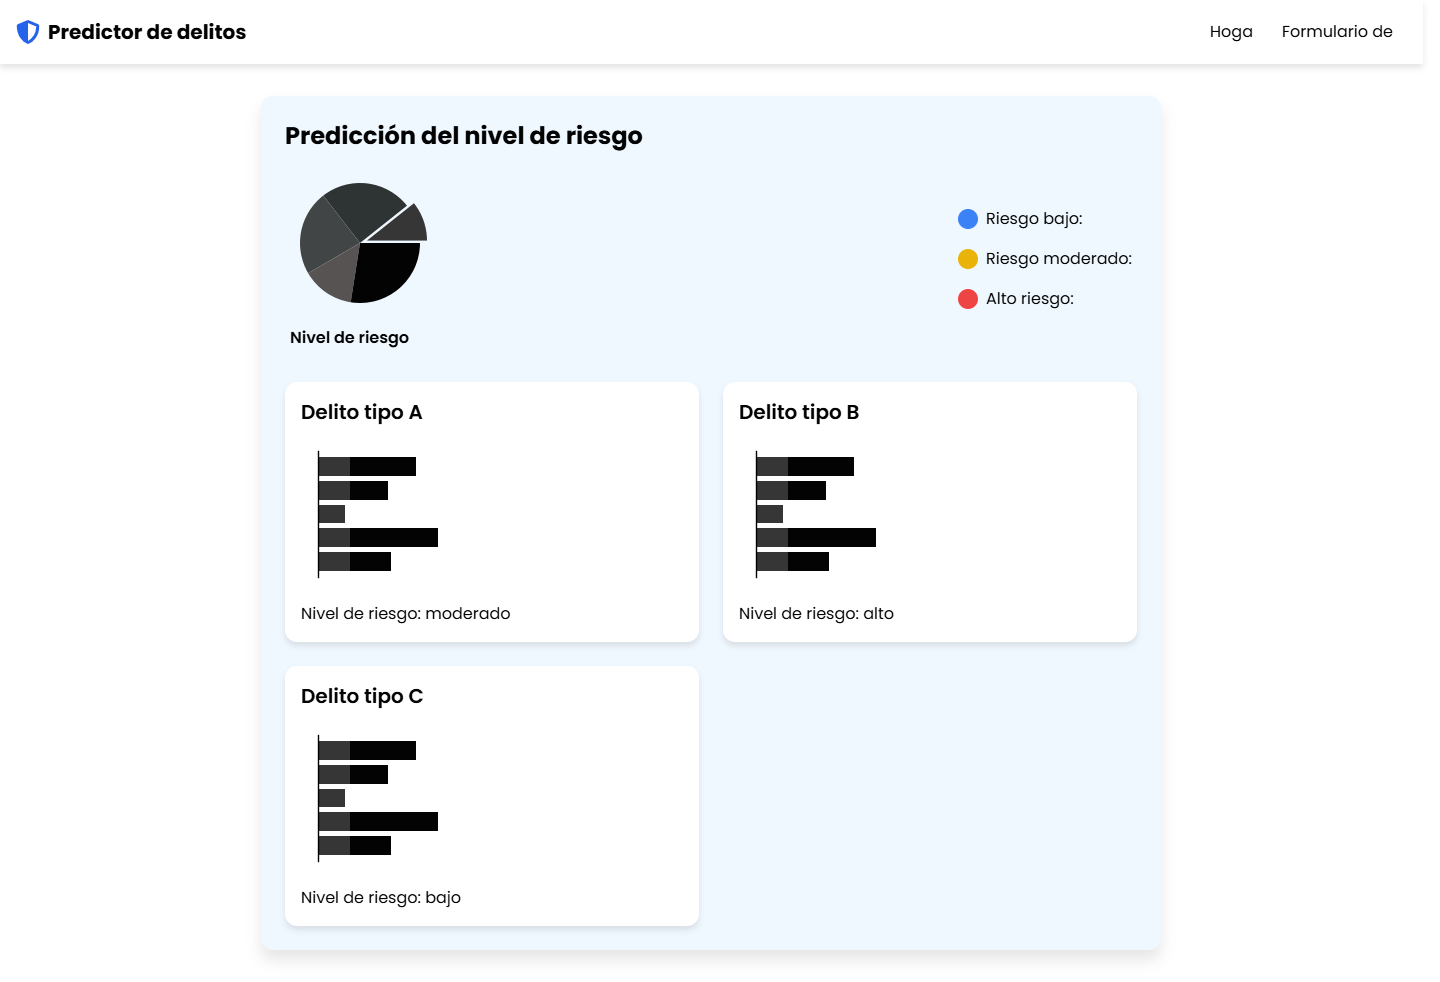 Predictor de delitos
Hoga
Formulario de
Predicción del nivel de riesgo
Riesgo bajo:
Riesgo moderado:
Alto riesgo:
Nivel de riesgo
Delito tipo A
Nivel de riesgo: moderado
Delito tipo B
Nivel de riesgo: alto
Delito tipo C
Nivel de riesgo: bajo